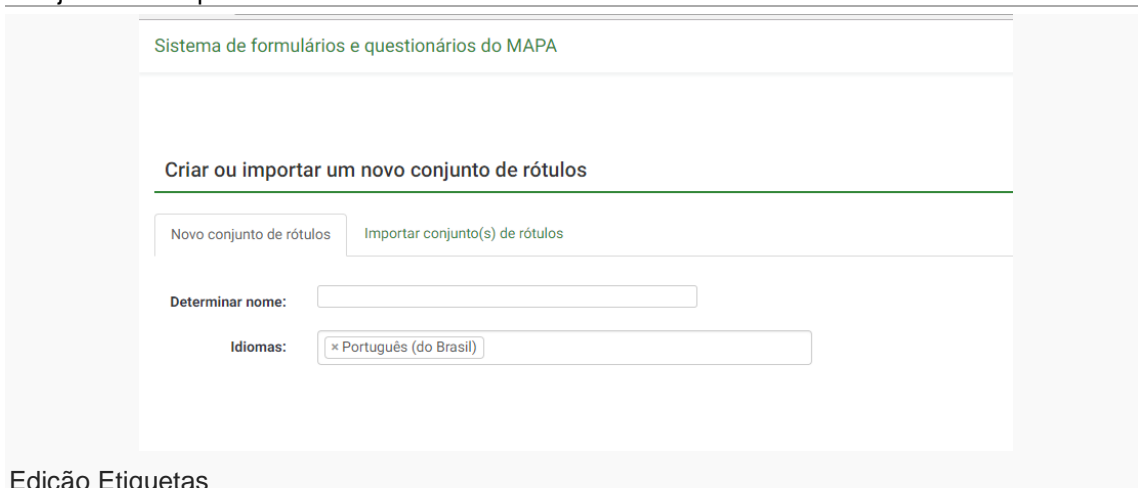 Sistema de formulários e questionários do MAPA
Criar ou importar um novo conjunto de rótulos
Novo conjunto de rótulos Importar conjunto(s) de rótulos
Determinar nome:
Idiomas: × Português (do Brasil)
Edição Etiquetas